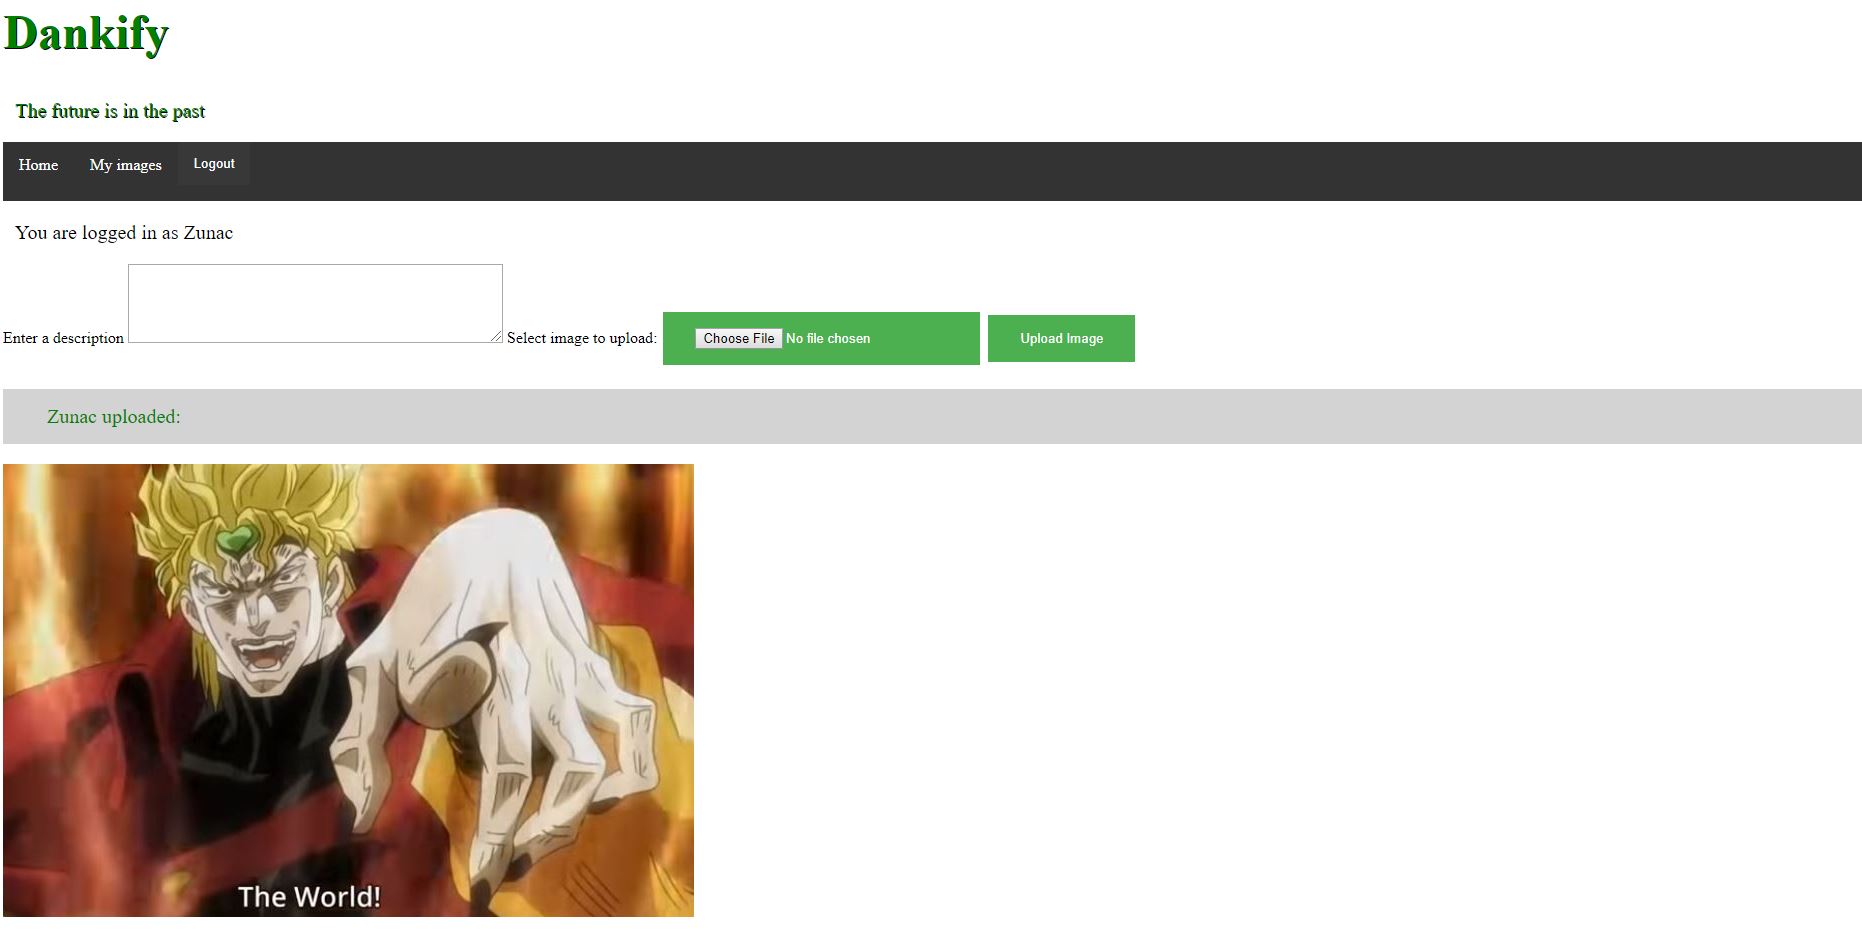 Dankify
The future is in the past
Home My images Logout
You are logged in as Zunac
Enter a description Select image to upload: Choose File No file chosen Upload Image
Zunac uploaded:
The World!